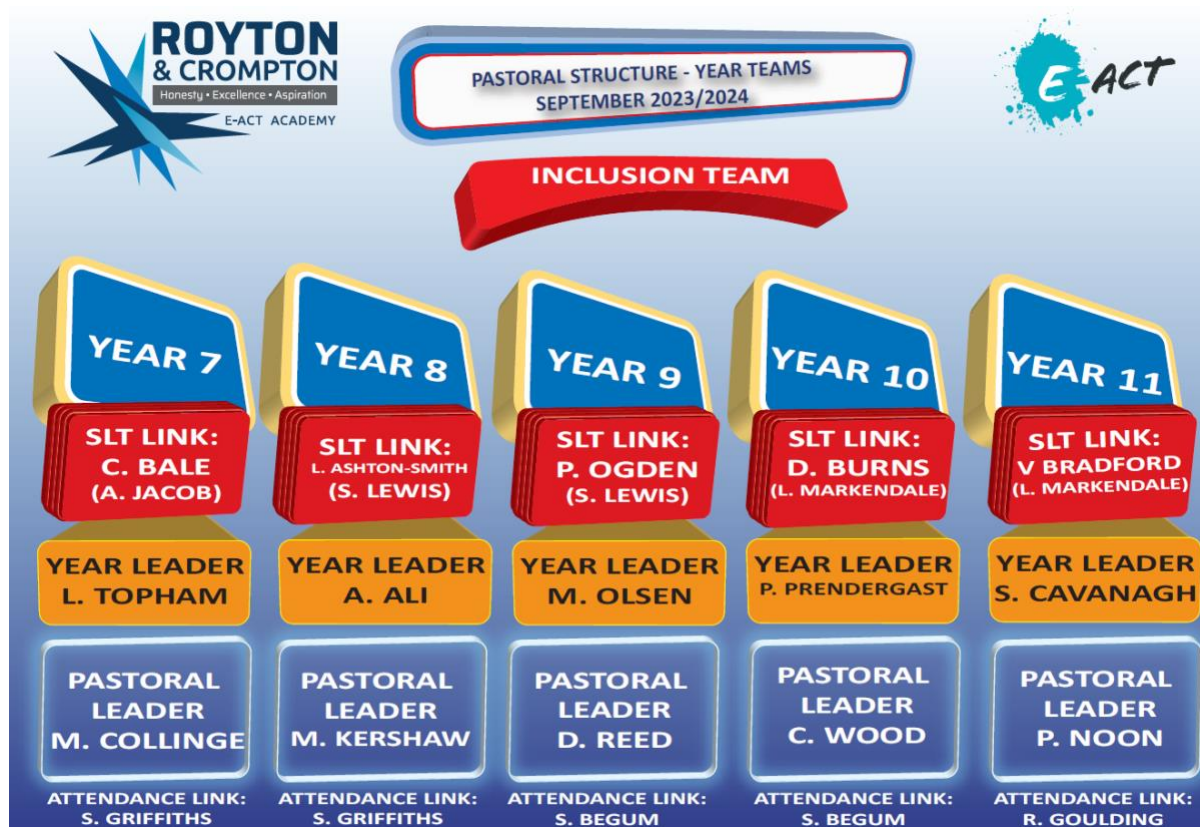 ROYTON
& CROMPTON
Honesty • Excellence • Aspiration
E-ACT ACADEMY
PASTORAL STRUCTURE - YEAR TEAMS
SEPTEMBER 2023/2024
E-ACT
INCLUSION TEAM
YEAR 7
SLT LINK:
C. BALE
(A. JACOB)
YEAR LEADER
L. TOPHAM
PASTORAL
LEADER
M. COLLINGE
ATTENDANCE LINK:
S. GRIFFITHS
YEAR 8
SLT LINK:
L. ASHTON-SMITH
(S. LEWIS)
YEAR LEADER
A. ALI
PASTORAL
LEADER
M. KERSHAW
ATTENDANCE LINK:
S. GRIFFITHS
YEAR 9
SLT LINK:
P. OGDEN
(S. LEWIS)
YEAR LEADER
M. OLSEN
PASTORAL
LEADER
D. REED
ATTENDANCE LINK:
S. BEGUM
YEAR 10
SLT LINK:
D. BURNS
(L. MARKENDALE)
YEAR LEADER
P. PRENDERGAST
PASTORAL
LEADER
C. WOOD
ATTENDANCE LINK:
S. BEGUM
YEAR 11
SLT LINK:
V BRADFORD
(L. MARKENDALE)
YEAR LEADER
S. CAVANAGH
PASTORAL
LEADER
P. NOON
ATTENDANCE LINK:
R. GOULDING